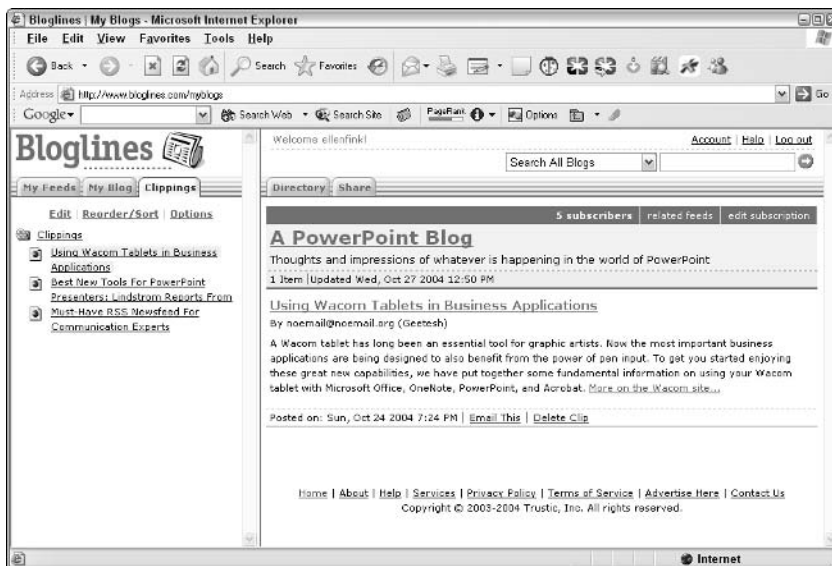 Bloglines | My Blogs - Microsoft Internet Explorer
File Edit View Favorites Tools Help
Back Search Favorites
Address http://www.bloglines.com/myblogs Go
Google Search Web Search Site PageRank Options
Bloglines
Welcome ellenfinkl
Account | Help | Log out
Search All Blogs
My Feeds My Blog Clippings
Directory Share
Edit | Reorder/Sort | Options
5 subscribers | related feeds | edit subscription
Clippings
Using Wacom Tablets in Business
Applications
Best New Tools For PowerPoint
Presenters: Lindstrom Reports From
Must-Have RSS Newsfeed For
Communication Experts
A PowerPoint Blog
Thoughts and impressions of whatever is happening in the world of PowerPoint
1 Item |Updated Wed, Oct 27 2004 12:50 PM
Using Wacom Tablets in Business Applications
By noemail@noemail.org (Geetesh)
A Wacom tablet has long been an essential tool for graphic artists. Now the most important business
applications are being designed to also benefit from the power of pen input. To get you started enjoying
these great new capabilities, we have put together some fundamental information on using your Wacom
tablet with Microsoft Office, OneNote, PowerPoint, and Acrobat. More on the Wacom site...
Posted on: Sun, Oct 24 2004 7:24 PM | Email This | Delete Clip
Home | About | Help | Services | Privacy Policy | Terms of Service | Advertise Here | Contact Us
Copyright © 2003-2004 Trustic, Inc. All rights reserved.
Internet